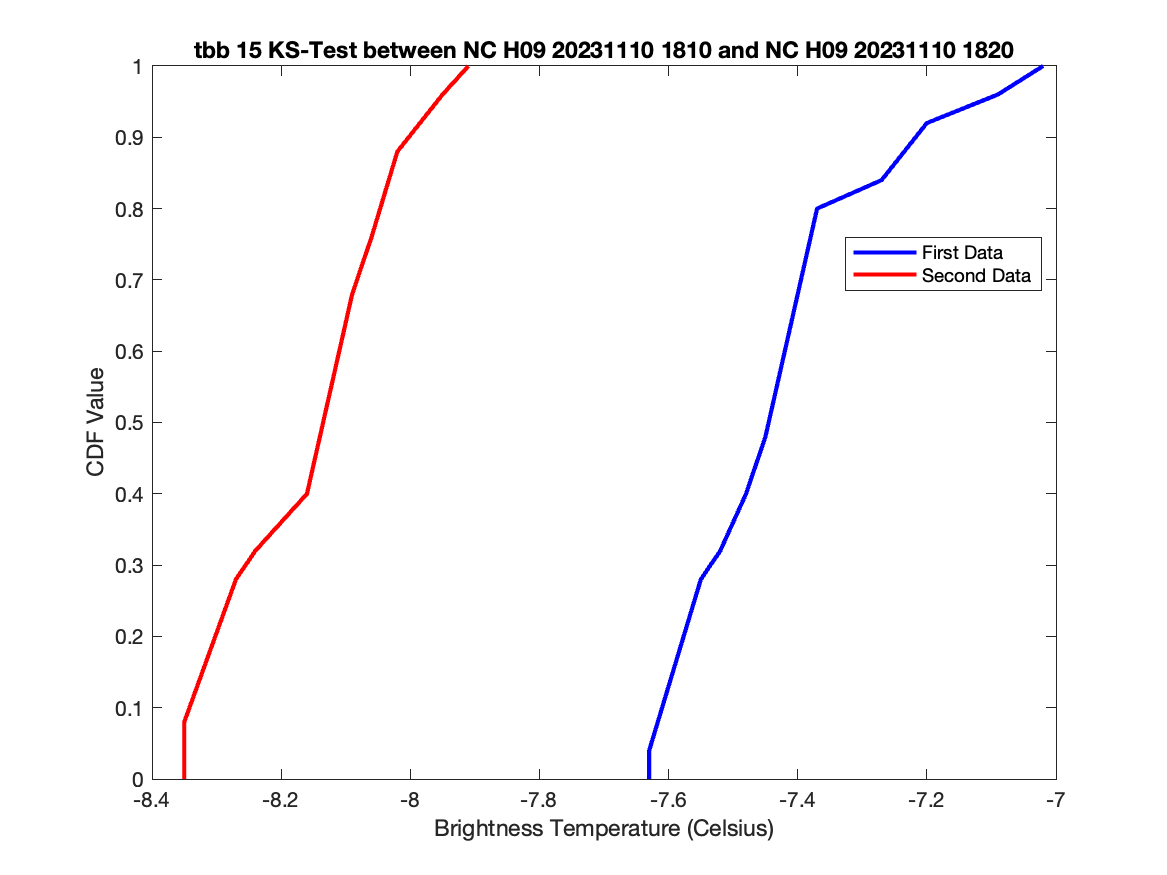 tbb 15 KS-Test between NC H09 20231110 1810 and NC H09 20231110 1820
1
0.9
0.8
0.7
0.6
0.5
0.4
0.3
0.2
0.1
0
CDF Value
First Data
Second Data
-8.4 -8.2 -8 -7.8 -7.6 -7.4 -7.2 -7
Brightness Temperature (Celsius)